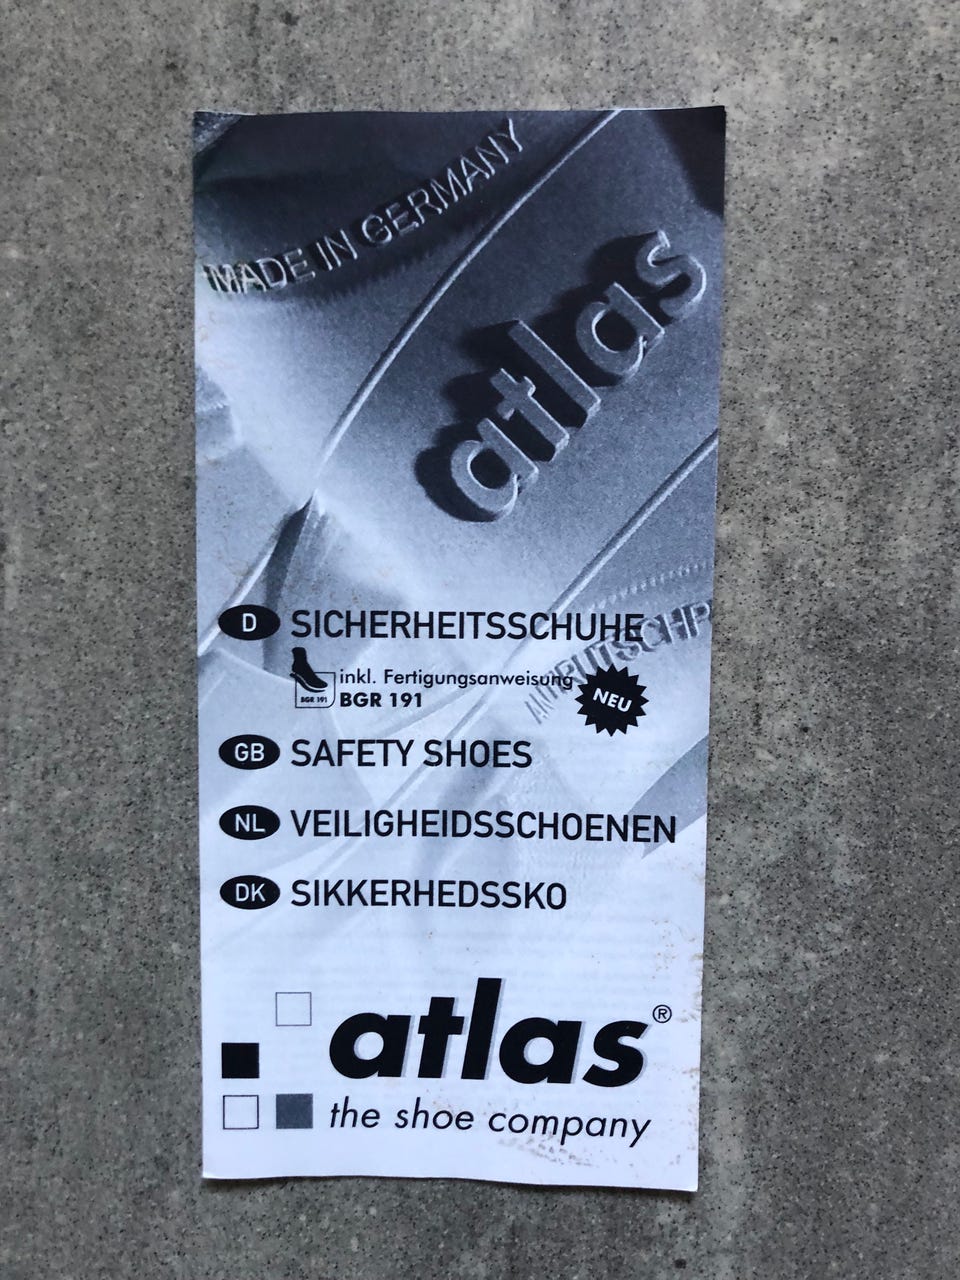 MADE IN GERMANY
atlas
D SICHERHEITSSCHUHE
BGR 191
inkl. Fertigungsanweisung
BGR 191
NEU
GB SAFETY SHOES
NL VEILIGHEIDSSCHOENEN
DK SIKKERHEDSSKO
atlas®
the shoe company